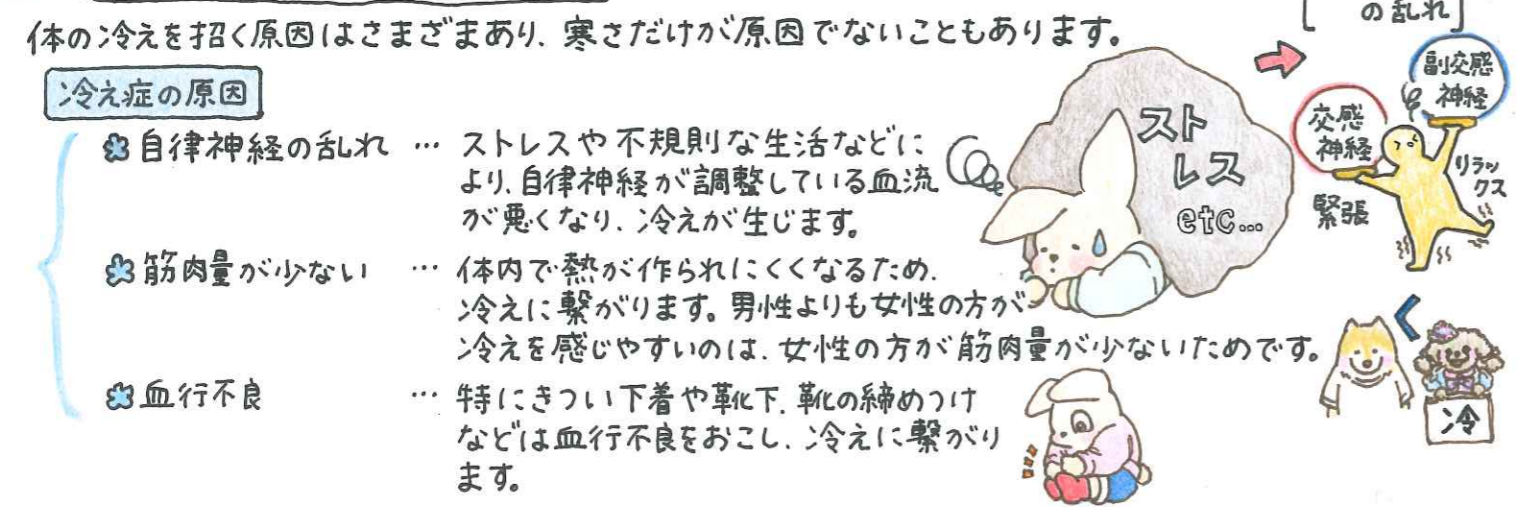 の乱れ
体の冷えを招く原因はさまざまあり、寒さだけが原因でないこともあります。
冷え症の原因
自律神経の乱れ … ストレスや不規則な生活などに
より、自律神経が調整している血流
が悪くなり、冷えが生じます。
筋肉量が少ない … 体内で熱が作られにくくなるため、
冷えに繋がります。男性よりも女性の方が
冷えを感じやすいのは、女性の方が筋肉量が少ないためです。
血行不良 … 特にきつい下着や靴下、靴の締めつけ
などは血行不良をおこし、冷えに繋がり
ます。
スト
レス
etc...
副交感
神経
交感
神経
リラッ
クス
緊張
<
冷